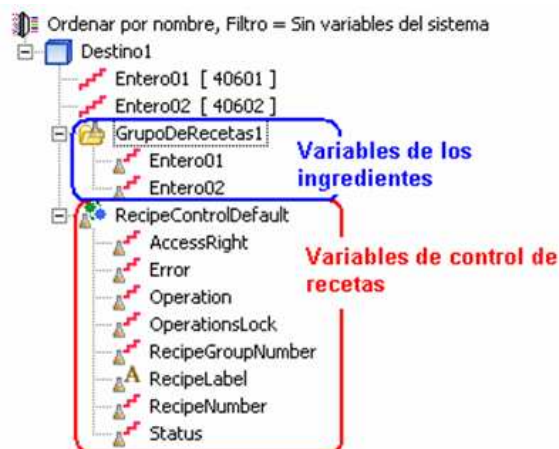 Ordenar por nombre, Filtro = Sin variables del sistema
Destino1
Entero01 [ 40601 ]
Entero02 [ 40602 ]
GrupoDeRecetas1
Entero01
Entero02
Variables de los
ingredientes
RecipeControlDefault
AccessRight
Error
Operation
OperationsLock
RecipeGroupNumber
RecipeLabel
RecipeNumber
Status
Variables de control de
recetas